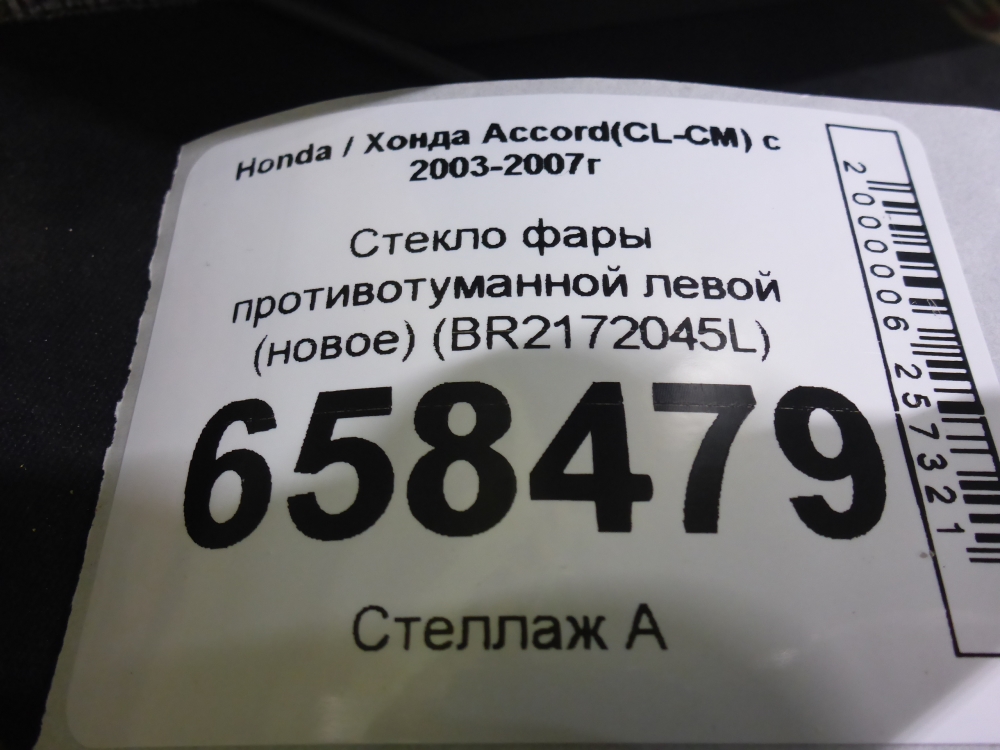 Honda / Хонда Accord(CL-CM) с
2003-2007г
Стекло фары
противотуманной левой
(новое) (BR2172045L)
658479
Стеллаж А
2000006257321